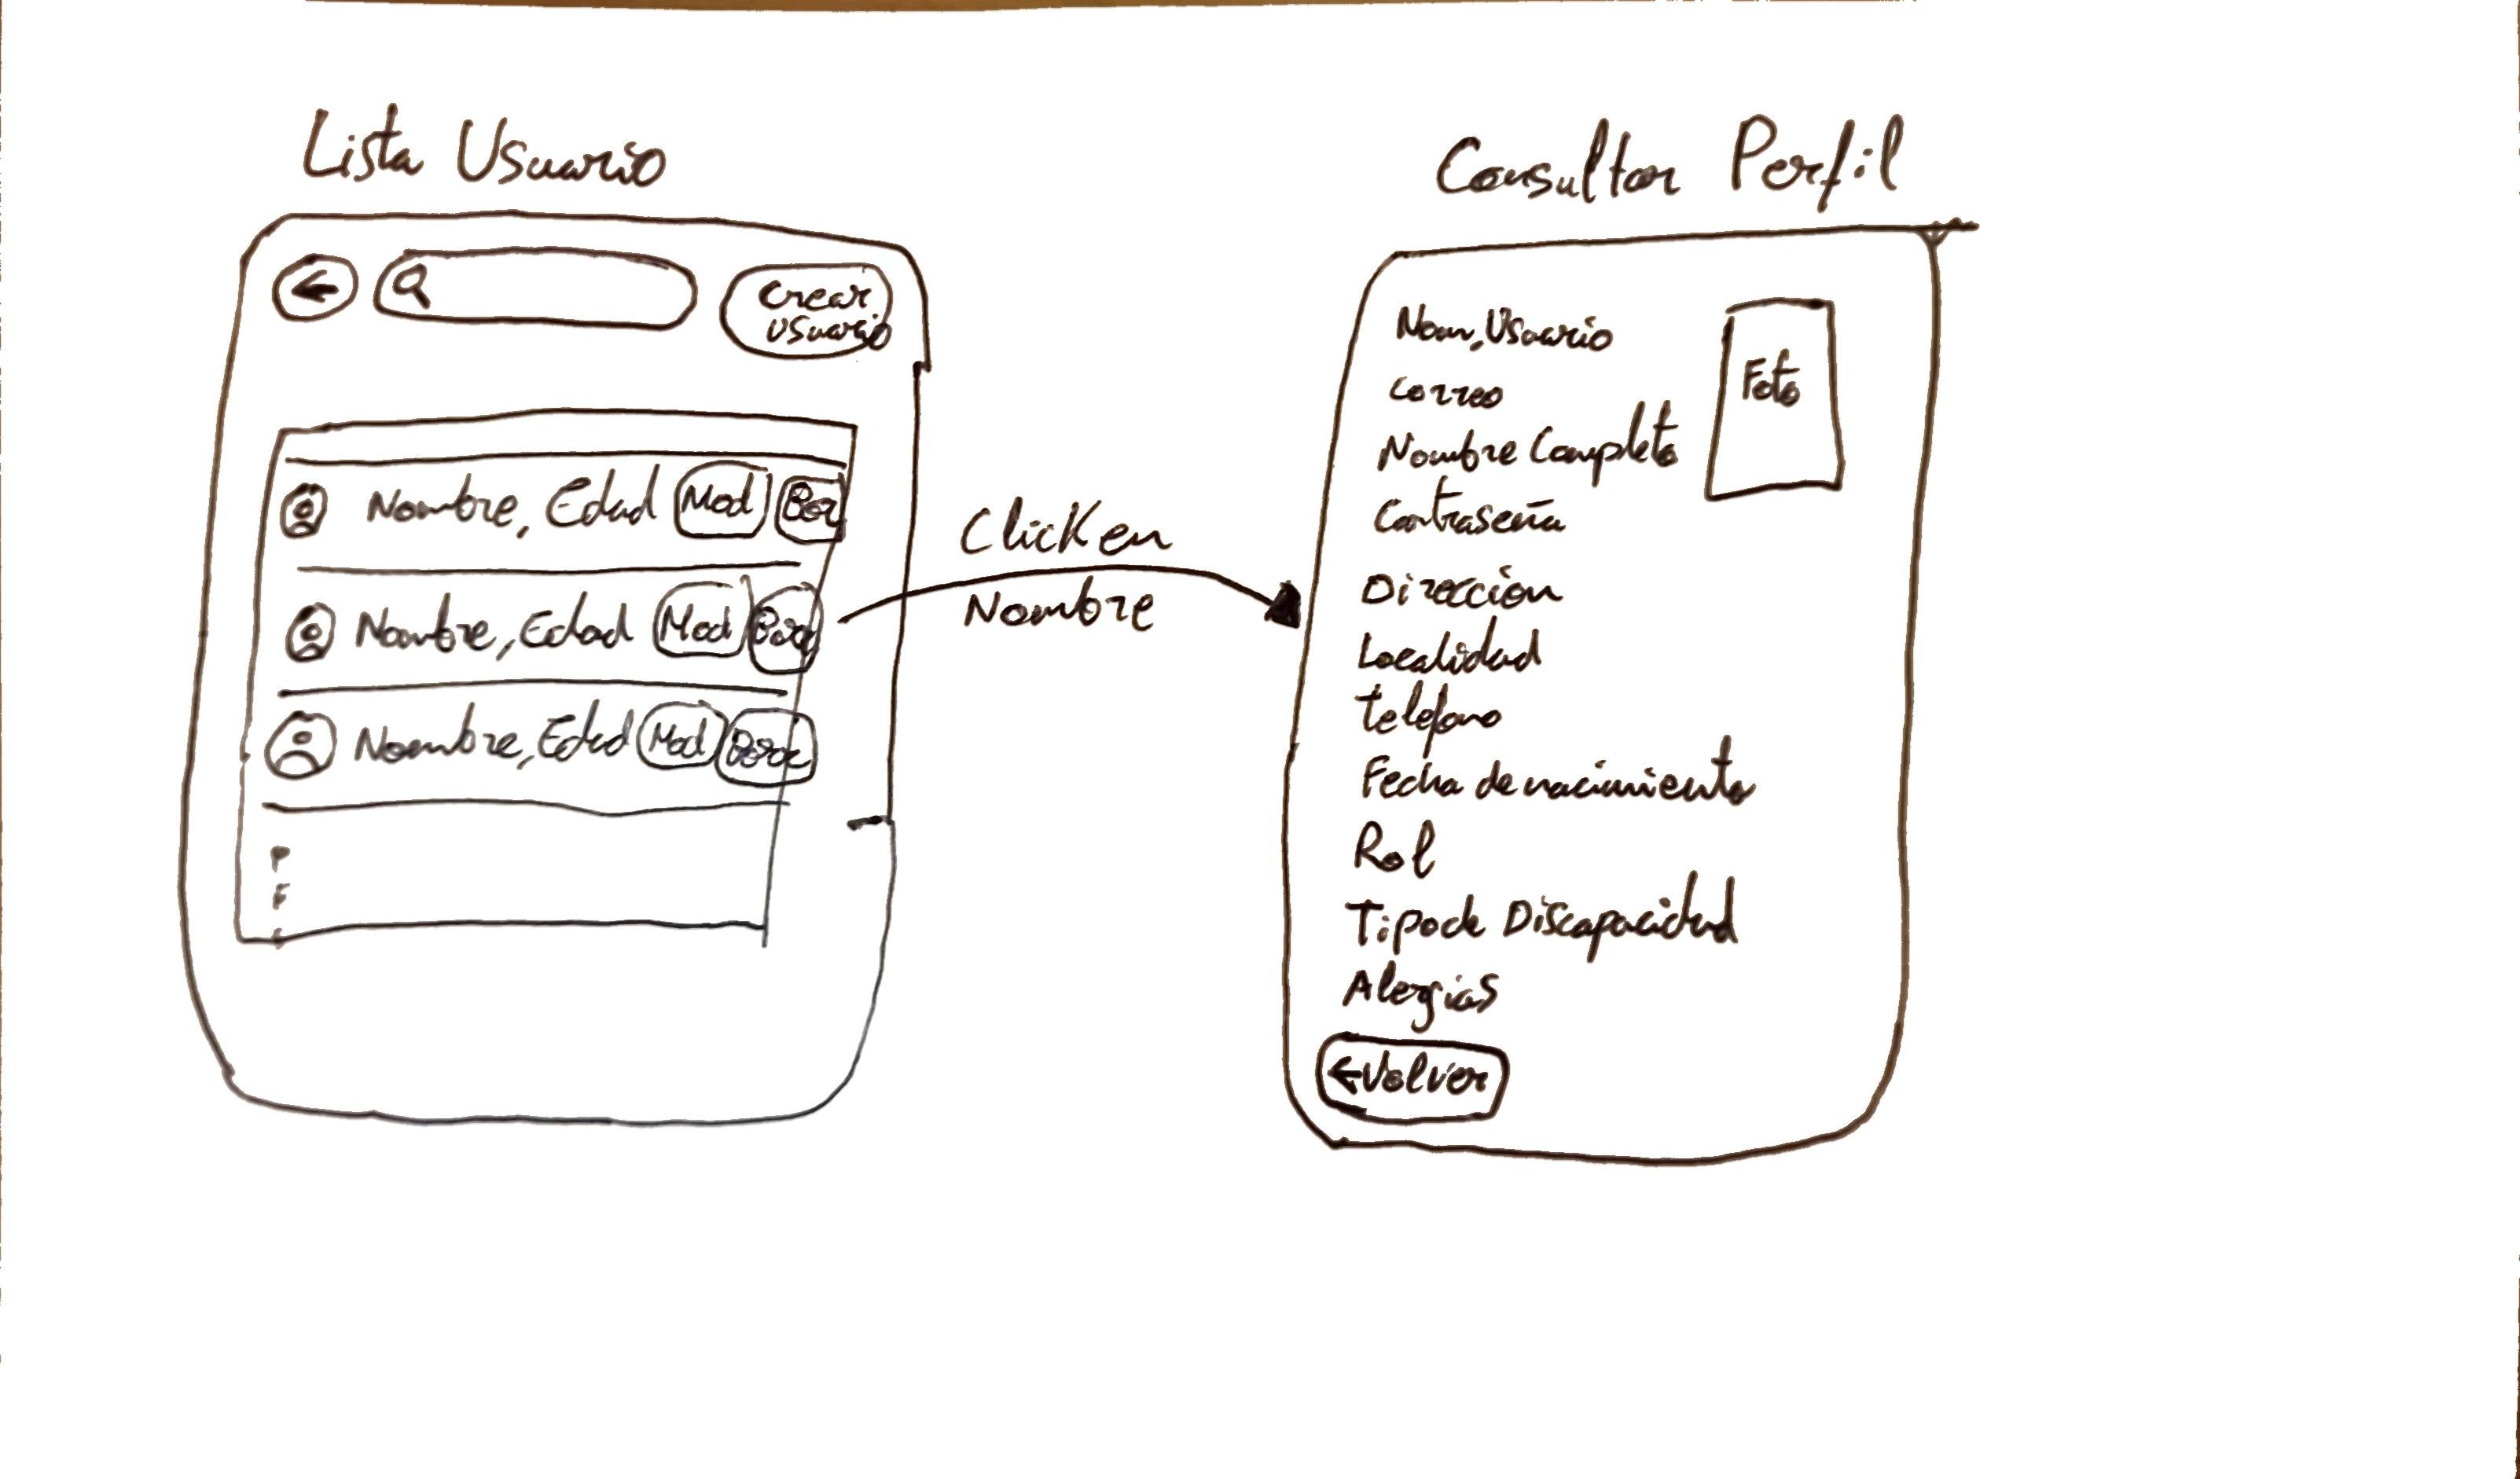 Lista Usuario
Crear
Usuario
Nombre, Edad Mod Bor
Nombre, Edad Mod Borr
Nombre, Edad Mod Borr
Click en
Nombre
Consultar Perfil
Nom. Usuario
Foto
Correo
Nombre Completo
Contraseña
Dirección
Localidad
Telefono
Fecha de nacimiento
Rol
Tipo de Discapacidad
Alergias
←Volver